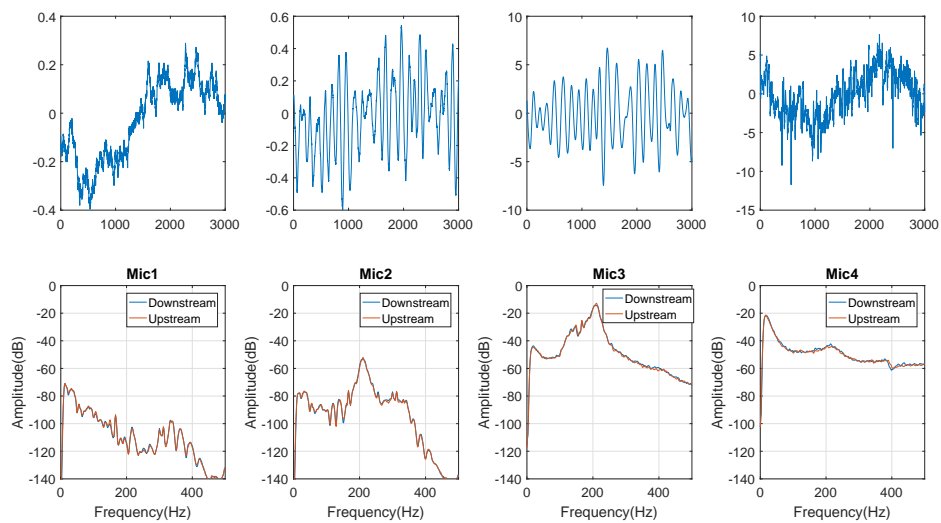 0.4
0.2
0
-0.2
-0.4
0 1000 2000 3000
0.6
0.4
0.2
0
-0.2
-0.4
-0.6
0 1000 2000 3000
10
5
0
-5
-10
0 1000 2000 3000
10
5
0
-5
-10
-15
0 1000 2000 3000
Mic1
Downstream
Upstream
Amplitude(dB)
0
-20
-40
-60
-80
-100
-120
-140
0 200 400
Frequency(Hz)
Mic2
Downstream
Upstream
Amplitude(dB)
0
-20
-40
-60
-80
-100
-120
-140
0 200 400
Frequency(Hz)
Mic3
Downstream
Upstream
Amplitude(dB)
0
-20
-40
-60
-80
-100
-120
-140
0 200 400
Frequency(Hz)
Mic4
Downstream
Upstream
Amplitude(dB)
0
-20
-40
-60
-80
-100
-120
-140
0 200 400
Frequency(Hz)